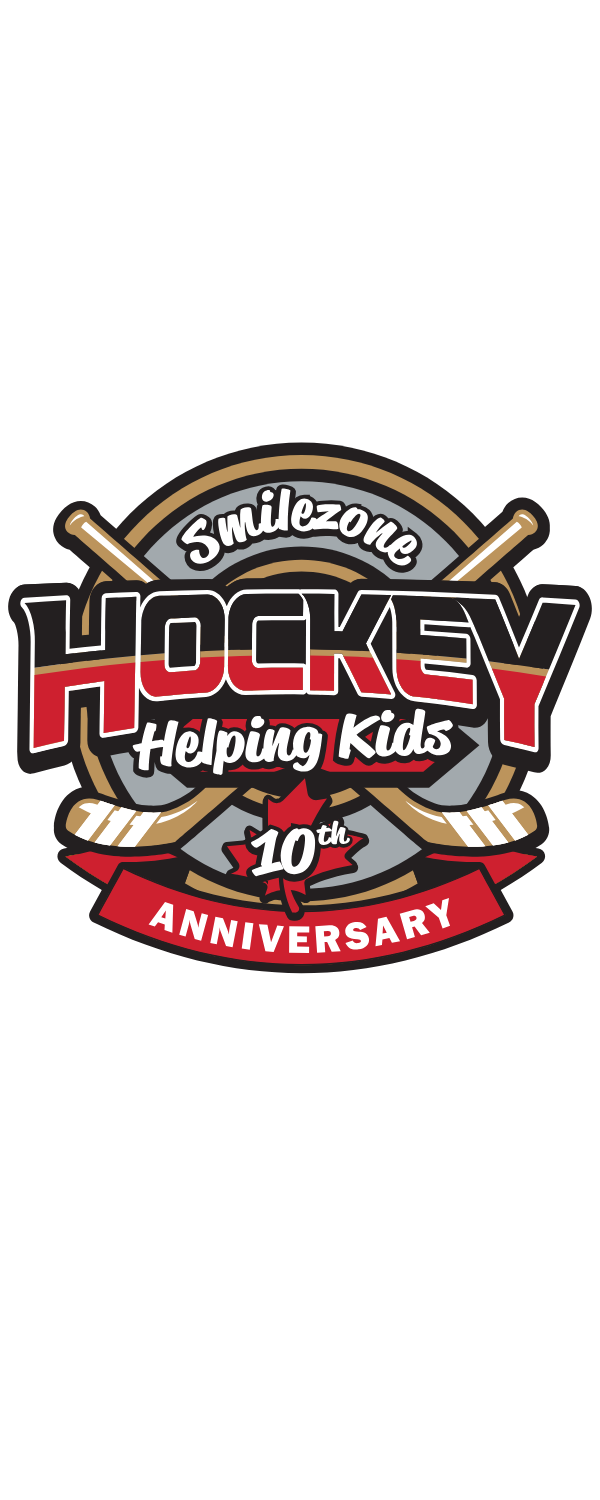 Smilezone
HOCKEY
Helping Kids
10th
ANNIVERSARY